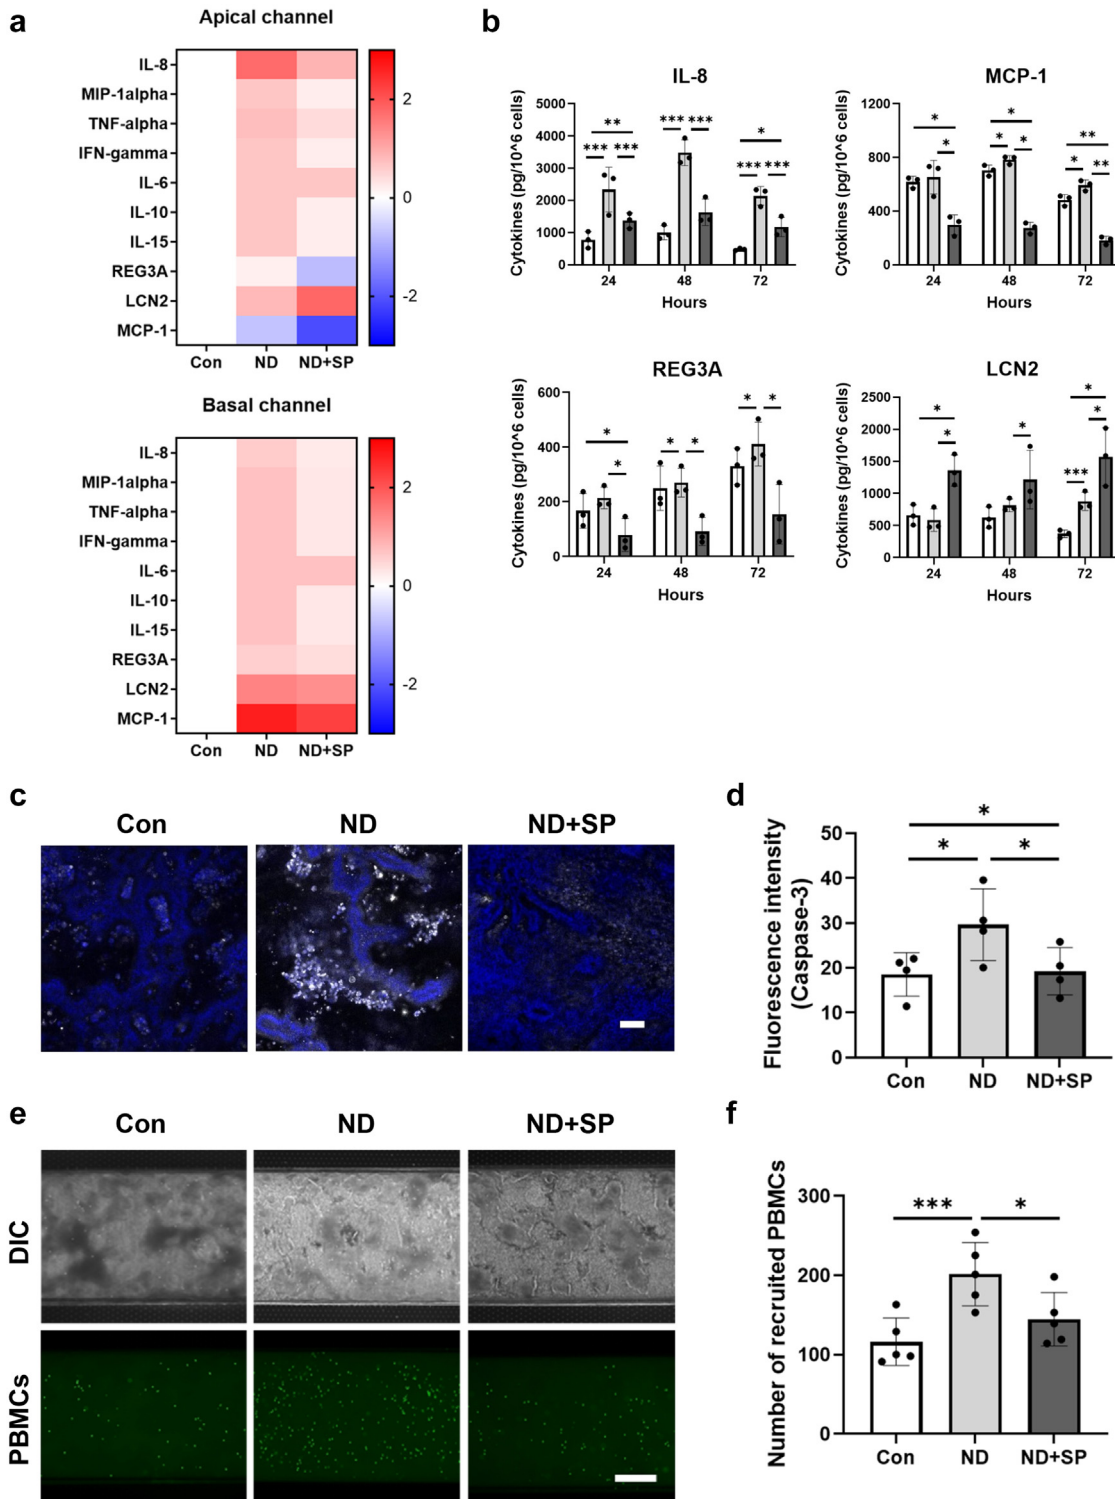 a
Apical channel
IL-8
MIP-1alpha
TNF-alpha
IFN-gamma
IL-6
IL-10
IL-15
REG3A
LCN2
MCP-1
Con ND ND+SP
2
0
-2
Basal channel
IL-8
MIP-1alpha
TNF-alpha
IFN-gamma
IL-6
IL-10
IL-15
REG3A
LCN2
MCP-1
Con ND ND+SP
2
0
-2
b
IL-8
Cytokines (pg/10^6 cells)
5000
4000
3000
2000
1000
0
** *** *** *** *** * *** ***
24 48 72
Hours
MCP-1
Cytokines (pg/10^6 cells)
1200
800
400
0
* * * * * ** * **
24 48 72
Hours
REG3A
Cytokines (pg/10^6 cells)
600
400
200
0
* * * * * *
24 48 72
Hours
LCN2
Cytokines (pg/10^6 cells)
2500
2000
1500
1000
500
0
* * * * * ***
24 48 72
Hours
c
Con ND ND+SP
d
Fluorescence intensity
(Caspase-3)
50
40
30
20
10
0
* * *
Con ND ND+SP
e
Con ND ND+SP
DIC
PBMCs
f
Number of recruited PBMCs
300
200
100
0
*** *
Con ND ND+SP